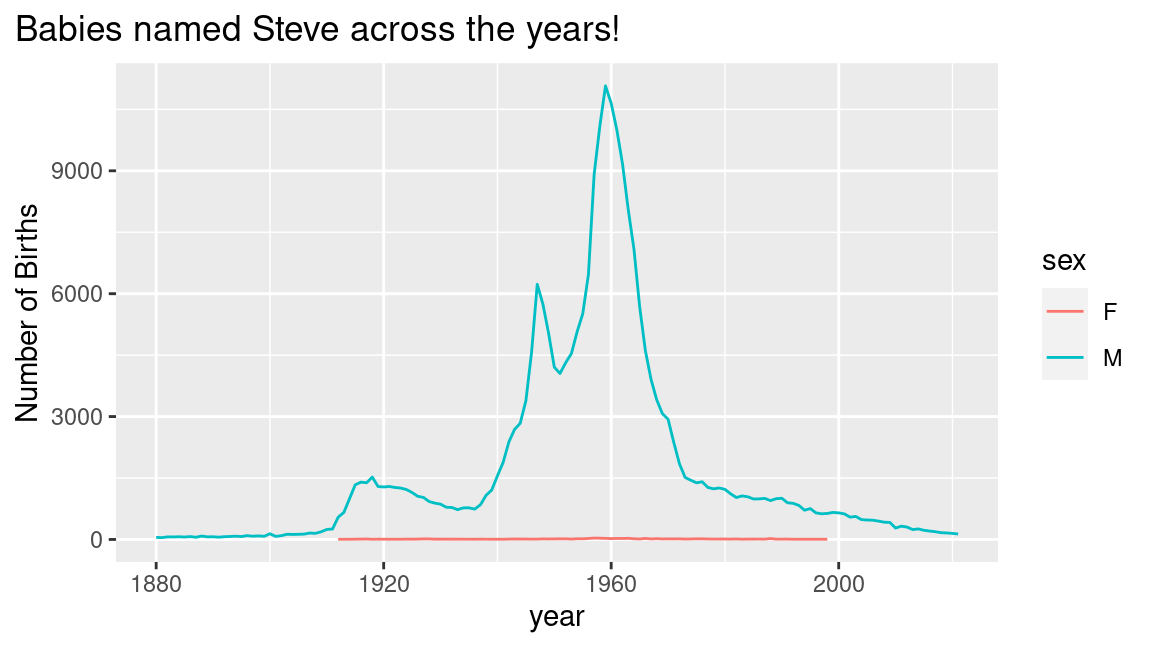 Babies named Steve across the years!
Number of Births
9000
6000
3000
0
1880 1920 1960 2000
year
sex
F
M